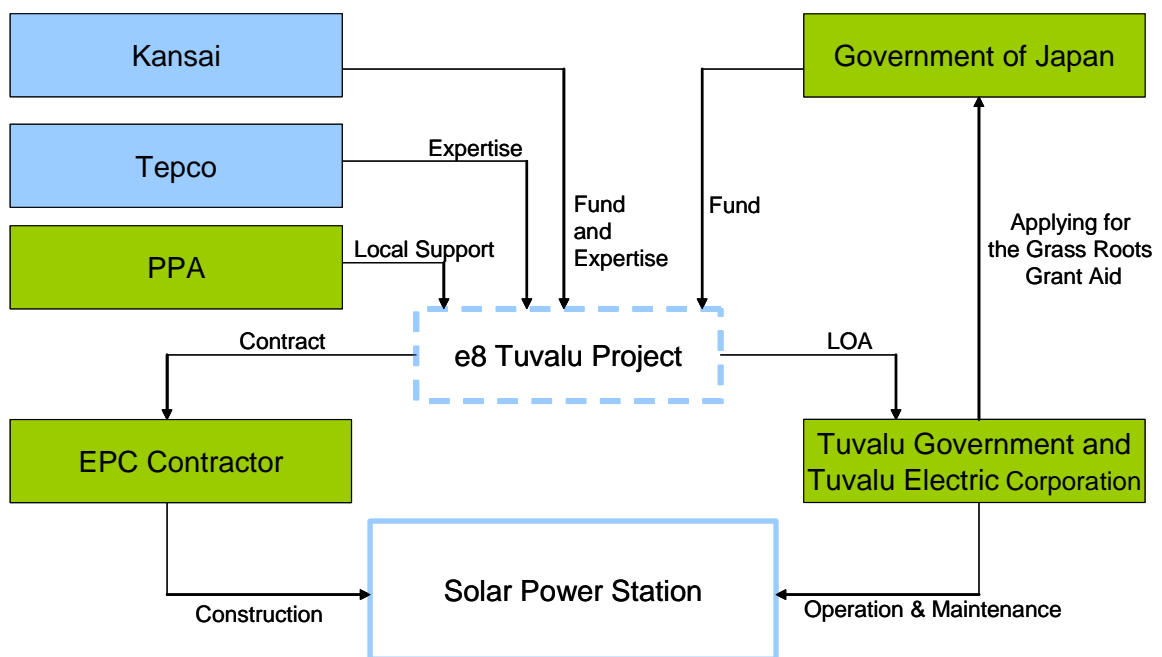 Kansai
Government of Japan
Tepco
Expertise
Fund
and
Expertise
Fund
Applying for
the Grass Roots
Grant Aid
PPA
Local Support
Contract
e8 Tuvalu Project
LOA
EPC Contractor
Tuvalu Government and
Tuvalu Electric Corporation
Solar Power Station
Construction
Operation & Maintenance